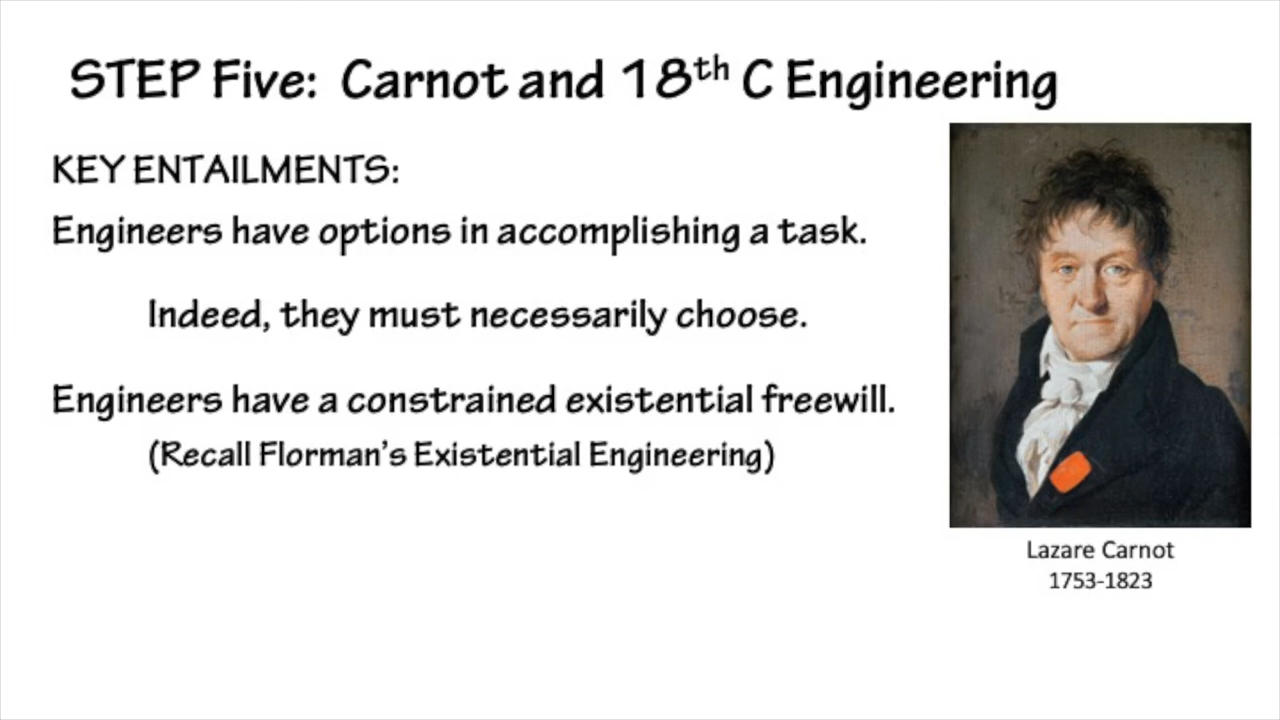 STEP Five: Carnot and 18th C Engineering
KEY ENTAILMENTS:
Engineers have options in accomplishing a task.
Indeed, they must necessarily choose.
Engineers have a constrained existential freewill.
(Recall Florman's Existential Engineering)
Lazare Carnot
1753-1823